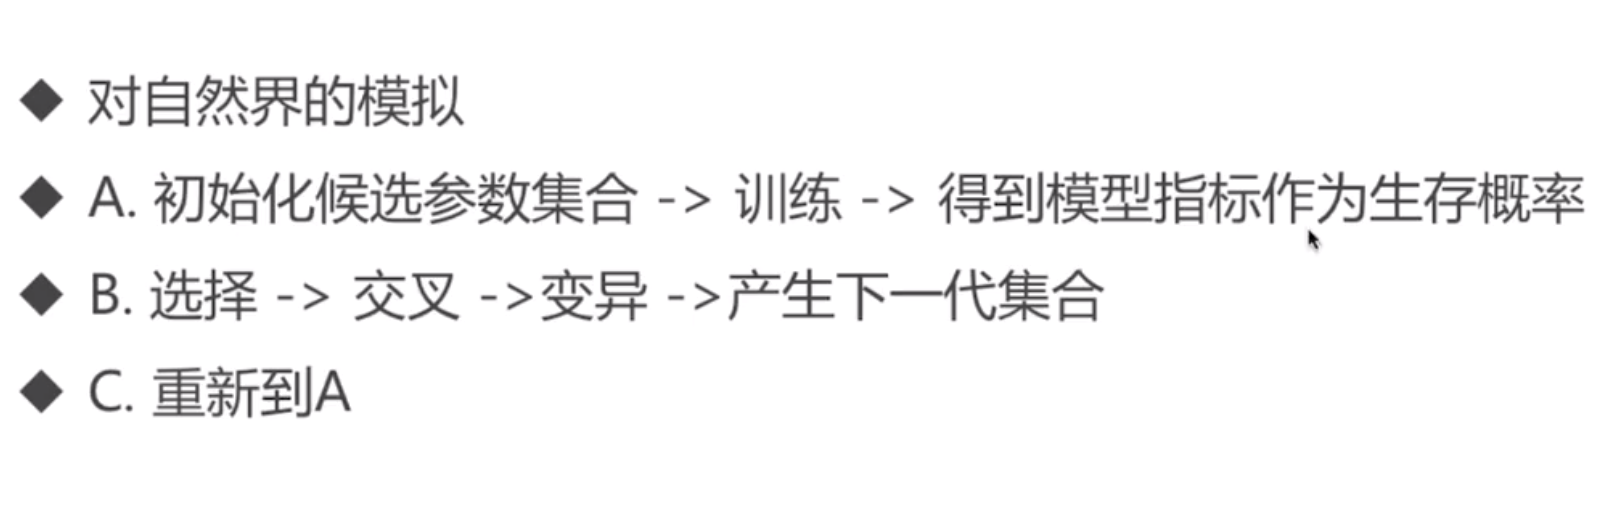 ◆ 对自然界的模拟
◆ A. 初始化候选参数集合 -> 训练 -> 得到模型指标作为生存概率
◆ B. 选择 -> 交叉 ->变异 ->产生下一代集合
◆ C. 重新到A